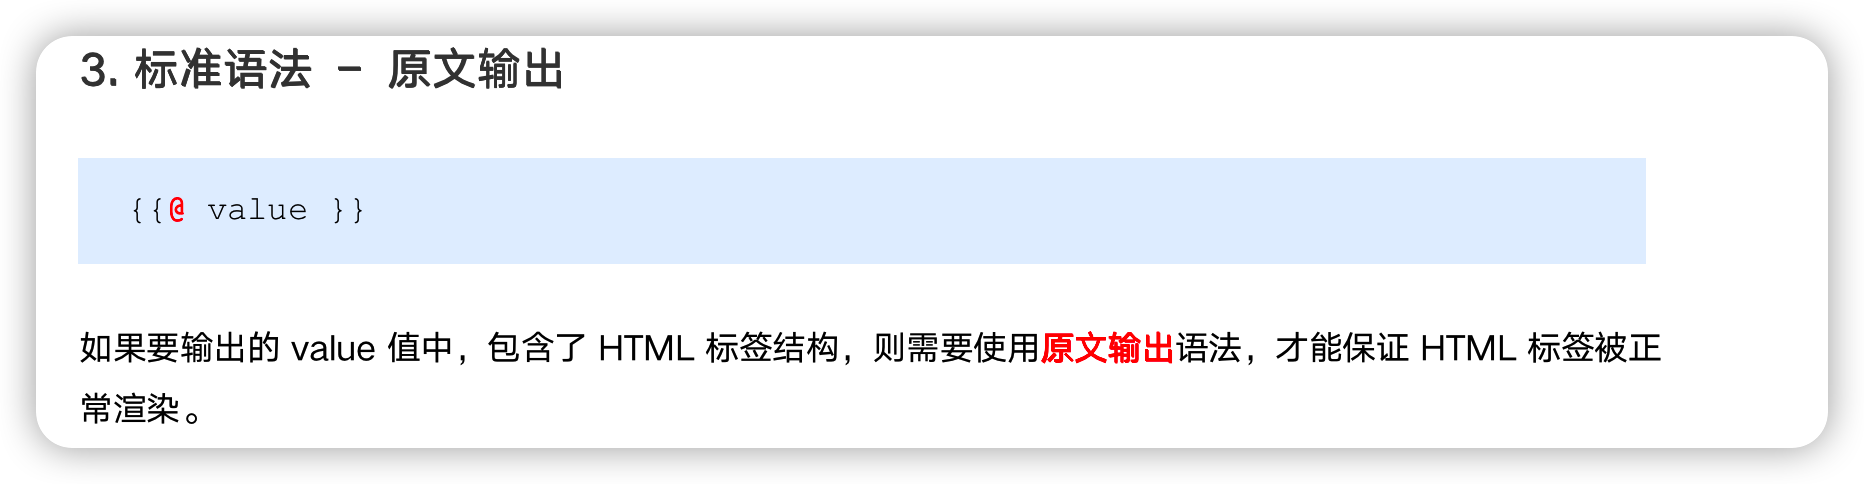 3. 标准语法 – 原文输出
{{@ value }}
如果要输出的 value 值中，包含了 HTML 标签结构，则需要使用原文输出语法，才能保证 HTML 标签被正
常渲染。